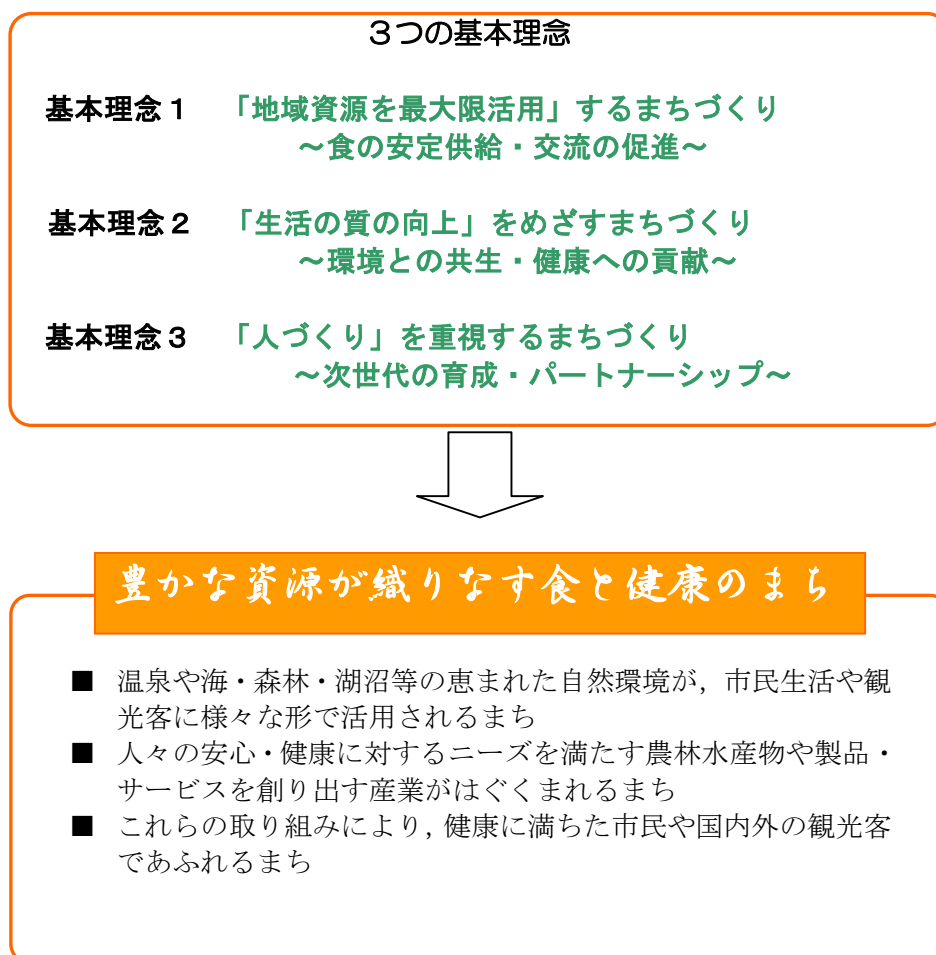 3つの基本理念
基本理念1 「地域資源を最大限活用」するまちづくり
~食の安定供給・交流の促進~
基本理念2 「生活の質の向上」をめざすまちづくり
~環境との共生・健康への貢献~
基本理念3 「人づくり」を重視するまちづくり
~次世代の育成・パートナーシップ~
豊かな資源が織りなす食と健康のまち
■ 温泉や海・森林・湖沼等の恵まれた自然環境が,市民生活や観
光客に様々な形で活用されるまち
■ 人々の安心・健康に対するニーズを満たす農林水産物や製品・
サービスを創り出す産業がはぐくまれるまち
■ これらの取り組みにより,健康に満ちた市民や国内外の観光客
であふれるまち